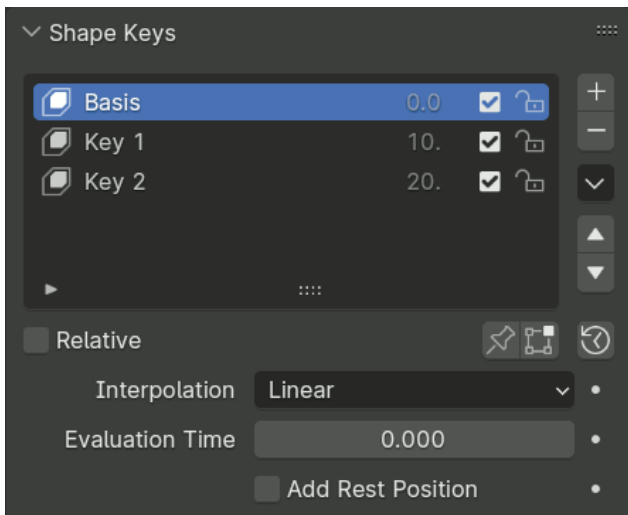 Shape Keys
Basis 0.0
Key 1 10.
Key 2 20.
Relative
Interpolation Linear
Evaluation Time 0.000
Add Rest Position